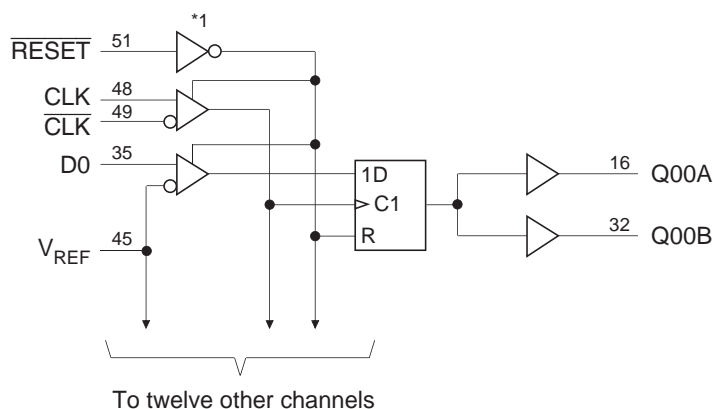 *1
RESET 51
CLK 48
CLK 49
D0 35
1D
C1
R
16 Q00A
32 Q00B
VREF 45
To twelve other channels